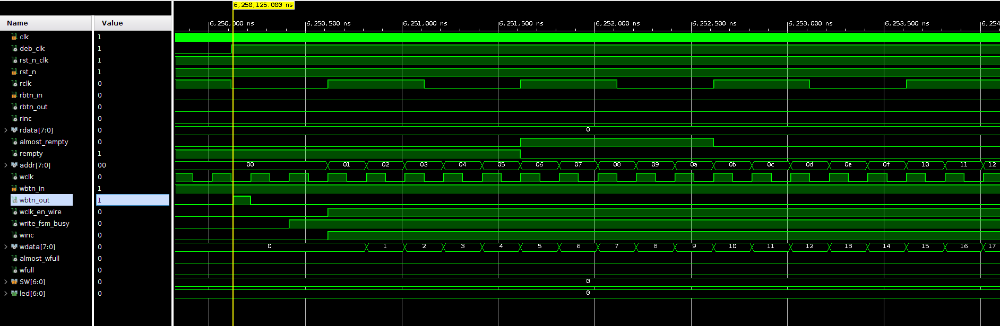 6,250,125.000 ns
Name Value 6,250,000 ns 6,250,500 ns 6,251,000 ns 6,251,500 ns 6,252,000 ns 6,252,500 ns 6,253,000 ns 6,253,500 ns 6,254
clk 1
deb_clk 1
rst_n_clk 1
rst_n 1
rclk 0
rbtn_in 0
rbtn_out 0
rinc 0
rdata[7:0] 0 0
almost_rempty 0
rempty 1
addr[7:0] 00 00 01 02 03 04 05 06 07 08 09 0a 0b 0c 0d 0e 0f 10 11 12
wclk 0
wbtn_in 1
wbtn_out 1
wclk_en_wire 0
write_fsm_busy 0
winc 0
wdata[7:0] 0 0 1 2 3 4 5 6 7 8 9 10 11 12 13 14 15 16 17
almost_wfull 0
wfull 0
SW[6:0] 0 0
led[6:0] 0 0